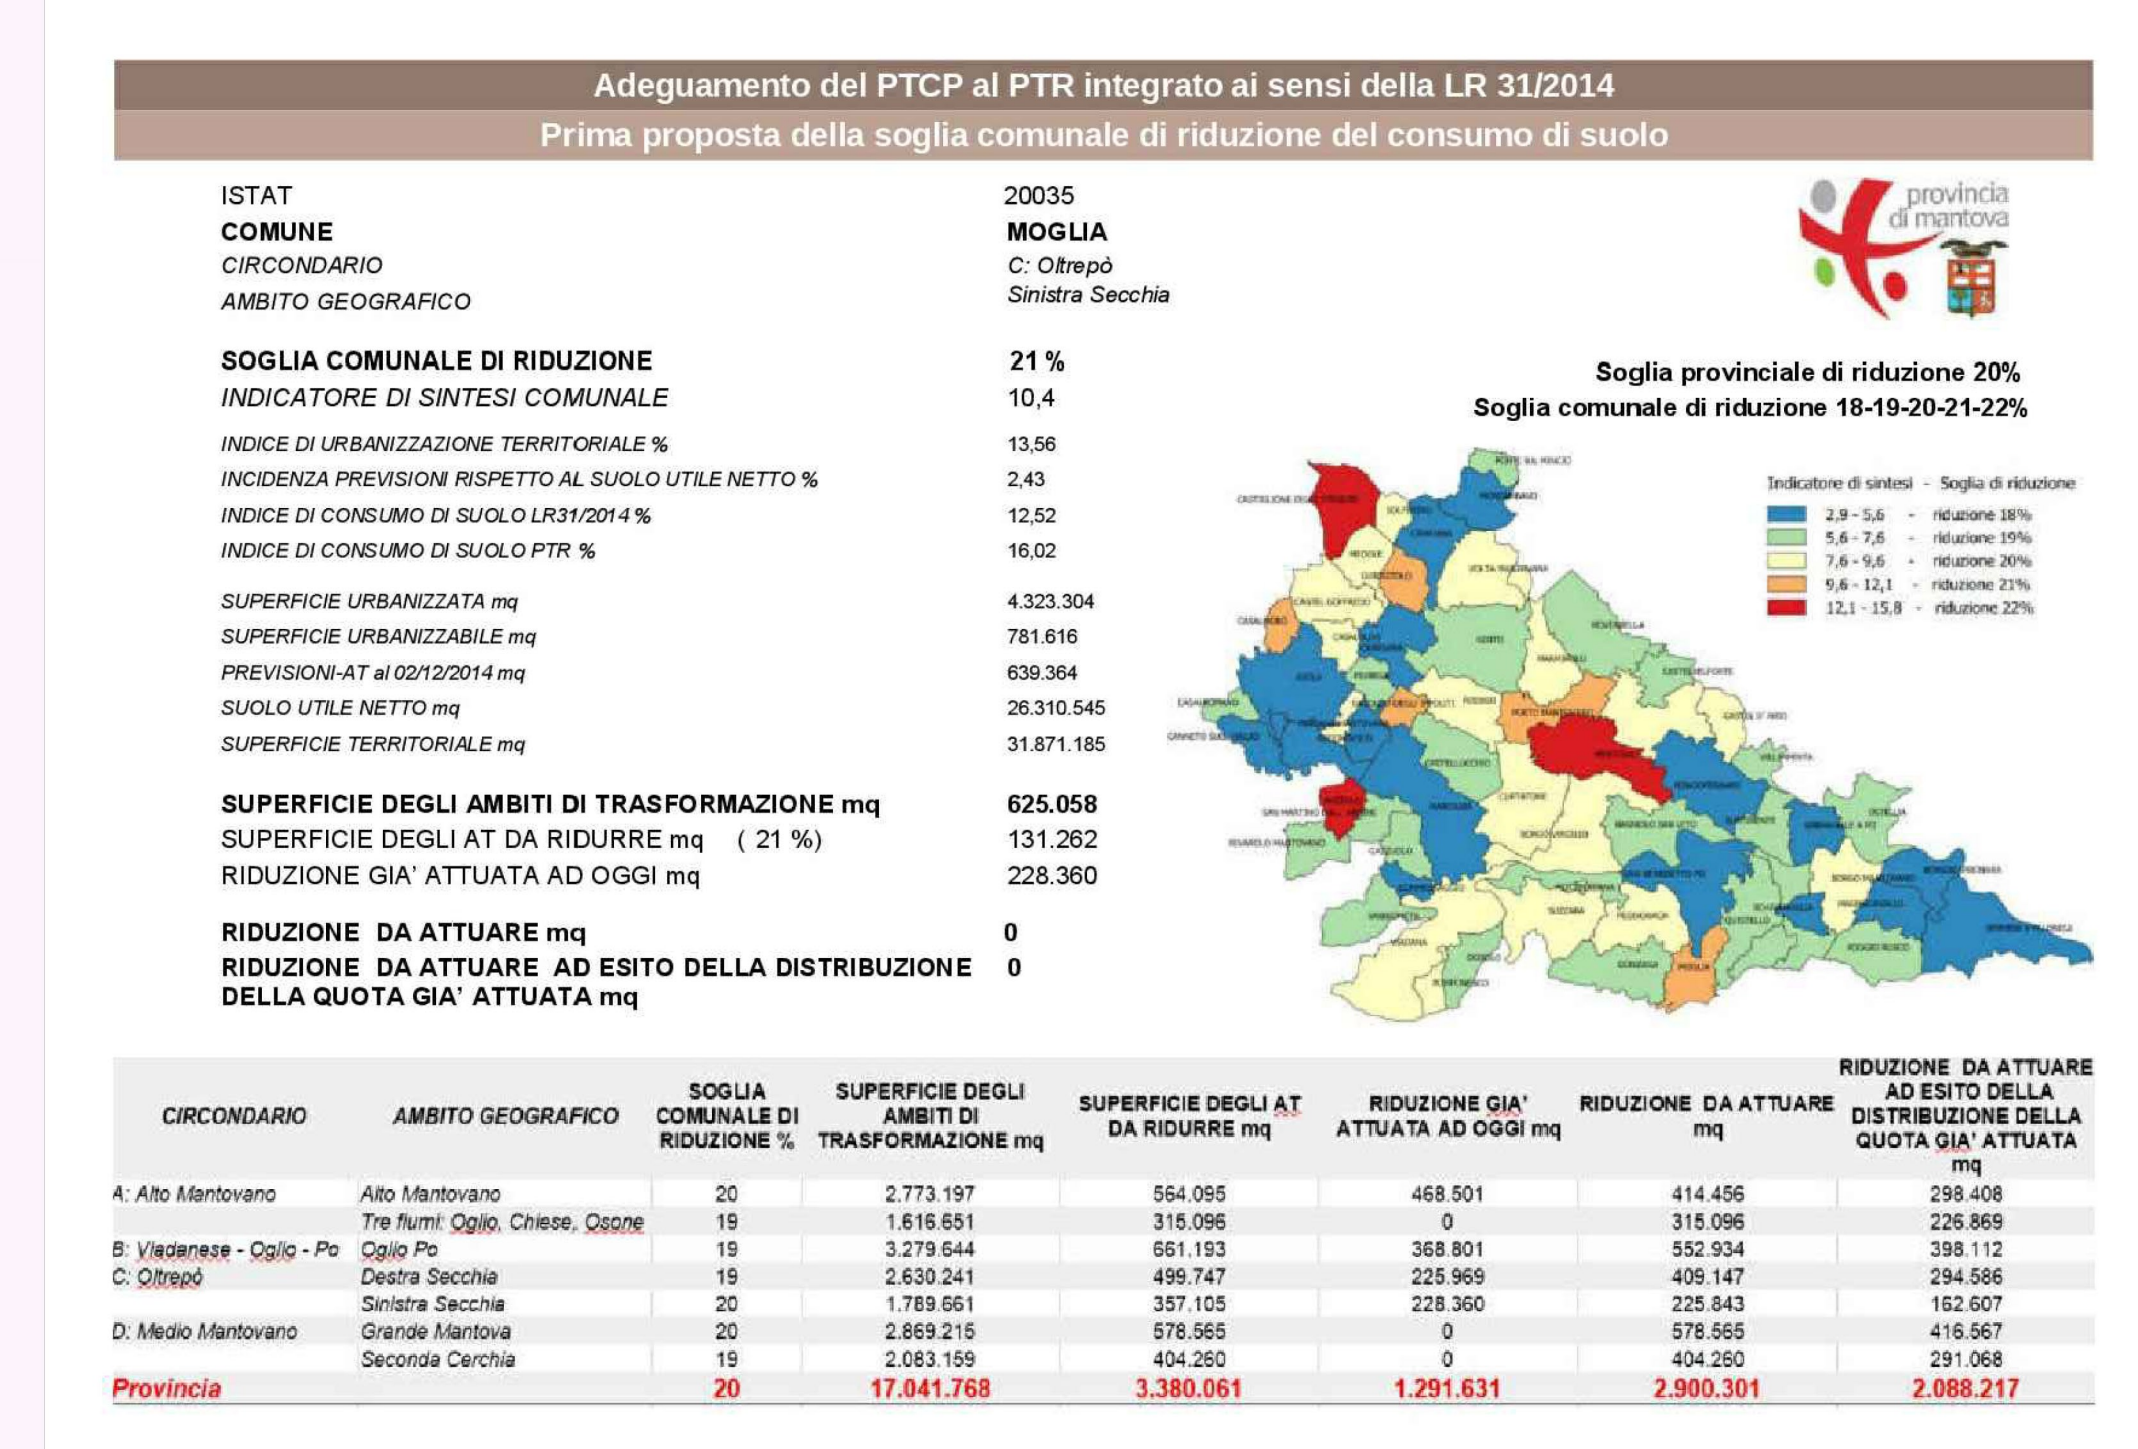 Adeguamento del PTCP al PTR integrato ai sensi della LR 31/2014
Prima proposta della soglia comunale di riduzione del consumo di suolo
ISTAT 20035
COMUNE MOGLIA
CIRCONDARIO C: Oltrepò
AMBITO GEOGRAFICO Sinistra Secchia
provincia
di mantova
SOGLIA COMUNALE DI RIDUZIONE 21 %
INDICATORE DI SINTESI COMUNALE 10,4
INDICE DI URBANIZZAZIONE TERRITORIALE % 13,56
INCIDENZA PREVISIONI RISPETTO AL SUOLO UTILE NETTO % 2,43
INDICE DI CONSUMO DI SUOLO LR31/2014 % 12,52
INDICE DI CONSUMO DI SUOLO PTR % 16,02
SUPERFICIE URBANIZZATA mq 4.323.304
SUPERFICIE URBANIZZABILE mq 781.616
PREVISIONI-AT al 02/12/2014 mq 639.364
SUOLO UTILE NETTO mq 26.310.545
SUPERFICIE TERRITORIALE mq 31.871.185
SUPERFICIE DEGLI AMBITI DI TRASFORMAZIONE mq 625.058
SUPERFICIE DEGLI AT DA RIDURRE mq ( 21 %) 131.262
RIDUZIONE GIA' ATTUATA AD OGGI mq 228.360
RIDUZIONE DA ATTUARE mq 0
RIDUZIONE DA ATTUARE AD ESITO DELLA DISTRIBUZIONE 0
DELLA QUOTA GIA' ATTUATA mq
Soglia provinciale di riduzione 20%
Soglia comunale di riduzione 18-19-20-21-22%
Indicatore di sintesi - Soglia di riduzione
2,9 - 5,6 - riduzione 18%
5,6 - 7,6 - riduzione 19%
7,6 - 9,6 - riduzione 20%
9,6 - 12,1 - riduzione 21%
12,1 - 15,8 - riduzione 22%
CIRCONDARIO AMBITO GEOGRAFICO SOGLIA COMUNALE DI RIDUZIONE % SUPERFICIE DEGLI AMBITI DI TRASFORMAZIONE mq SUPERFICIE DEGLI AT DA RIDURRE mq RIDUZIONE GIA' ATTUATA AD OGGI mq RIDUZIONE DA ATTUARE mq RIDUZIONE DA ATTUARE AD ESITO DELLA DISTRIBUZIONE DELLA QUOTA GIA' ATTUATA mq
A: Alto Mantovano Alto Mantovano 20 2.773.197 564.095 468.501 414.456 298.408
Tre fiumi: Oglio, Chiese, Osone 19 1.616.651 315.096 0 315.096 226.869
B: Viadanese - Oglio - Po Oglio Po 19 3.279.644 661.193 368.801 552.934 398.112
C: Oltrepò Destra Secchia 19 2.630.241 499.747 225.969 409.147 294.586
Sinistra Secchia 20 1.789.661 357.105 228.360 225.843 162.607
D: Medio Mantovano Grande Mantova 20 2.869.215 578.565 0 578.565 416.567
Seconda Cerchia 19 2.083.159 404.260 0 404.260 291.068
Provincia 20 17.041.768 3.380.061 1.291.631 2.900.301 2.088.217